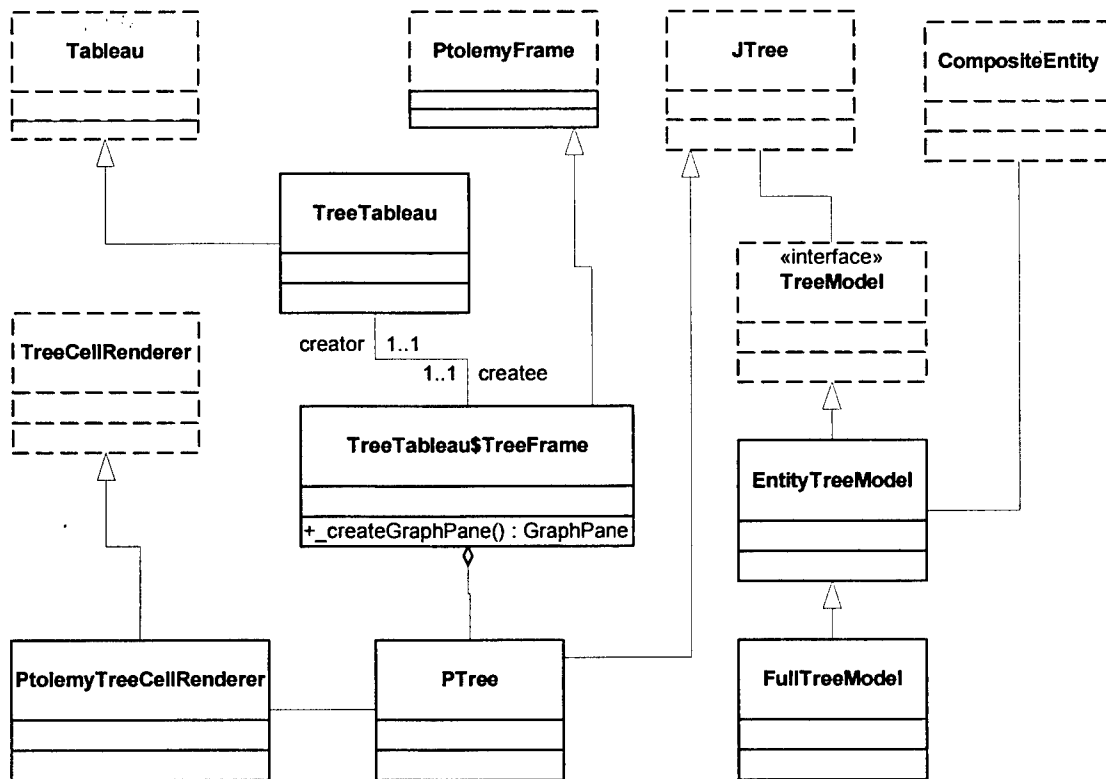 Tableau
PtolemyFrame
JTree
CompositeEntity
TreeTableau
«interface»
TreeModel
TreeCellRenderer
creator 1..1
1..1 createe
TreeTableau$TreeFrame
EntityTreeModel
+_createGraphPane() : GraphPane
PtolemyTreeCellRenderer
PTree
FullTreeModel